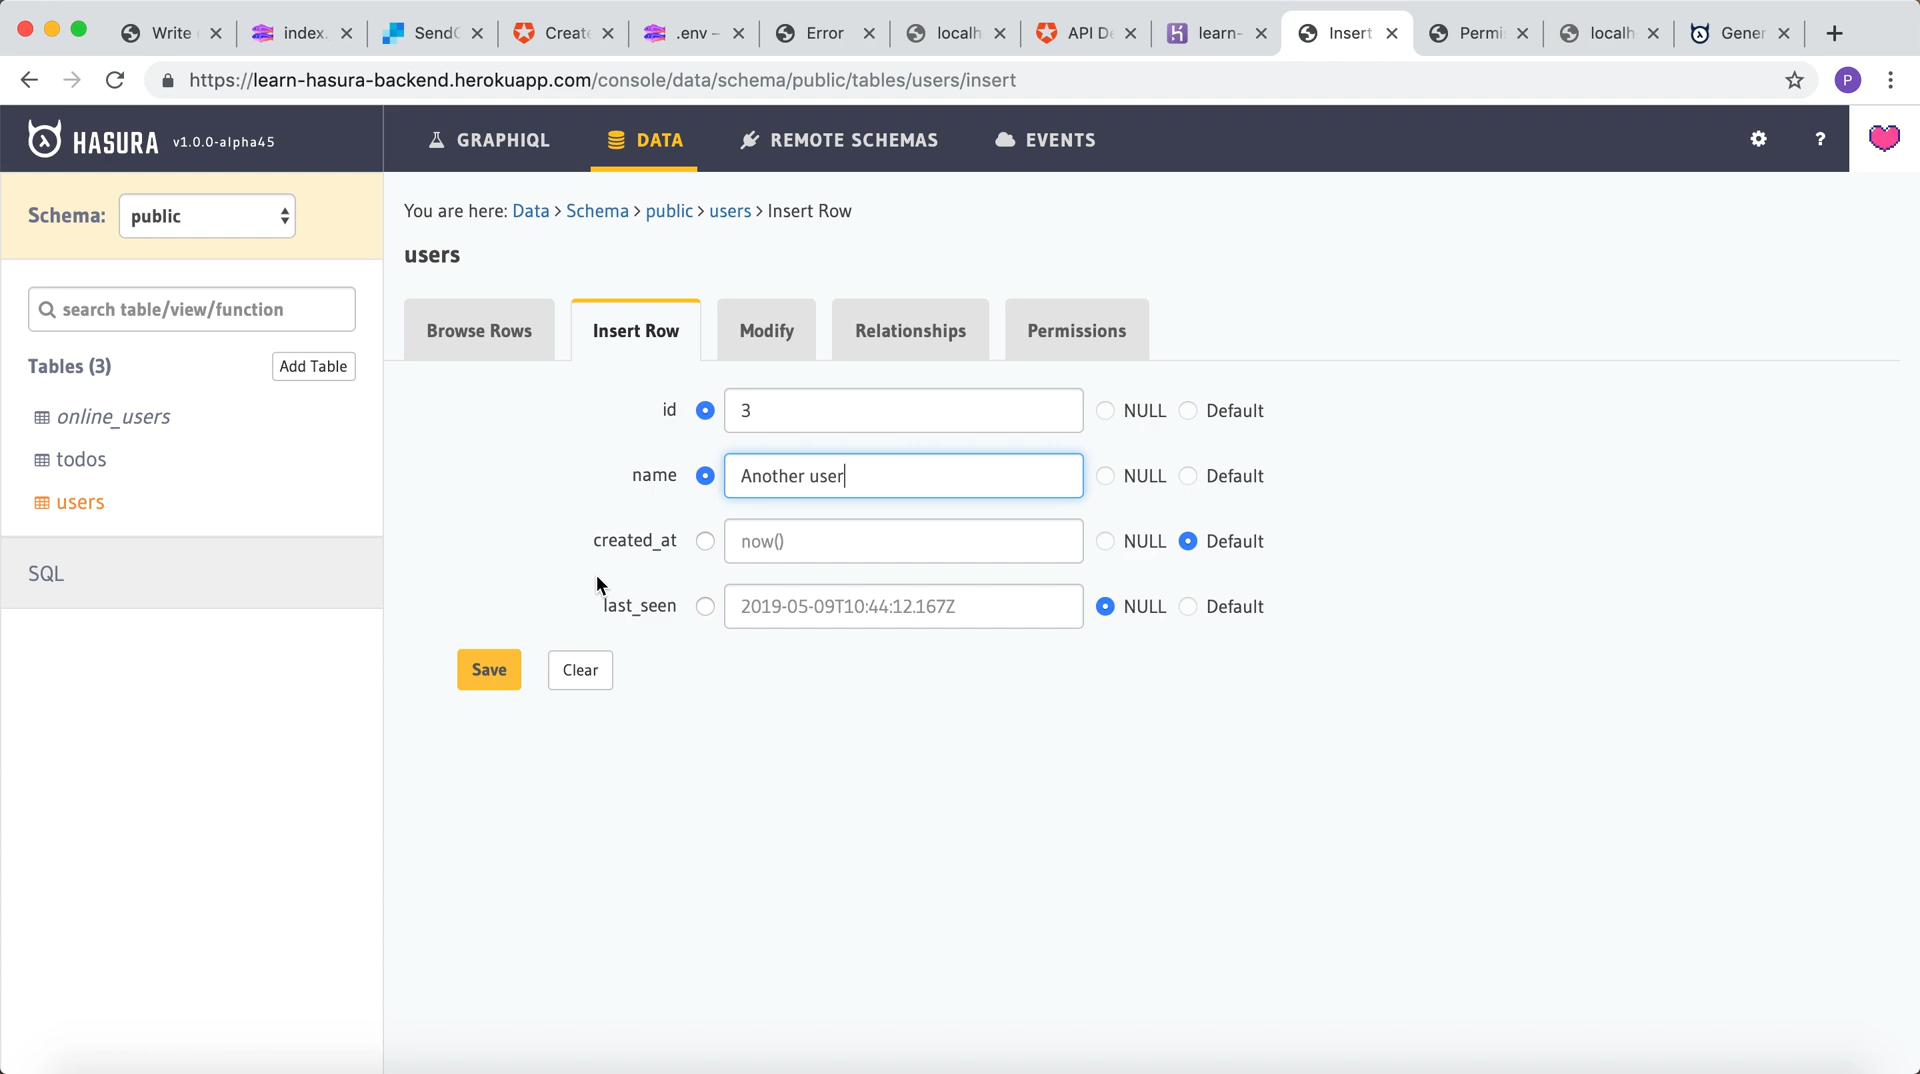 Write
index.
SendG
Create
.env –
Error
localh
API De
learn-
Insert
Permi
localh
Gener
https://learn-hasura-backend.herokuapp.com/console/data/schema/public/tables/users/insert
P
HASURA v1.0.0-alpha45
GRAPHIQL
DATA
REMOTE SCHEMAS
EVENTS
?
Schema: public
search table/view/function
Tables (3)
Add Table
online_users
todos
users
SQL
You are here: Data > Schema > public > users > Insert Row
users
Browse Rows
Insert Row
Modify
Relationships
Permissions
id 3 NULL Default
name Another user NULL Default
created_at now() NULL Default
last_seen 2019-05-09T10:44:12.167Z NULL Default
Save
Clear